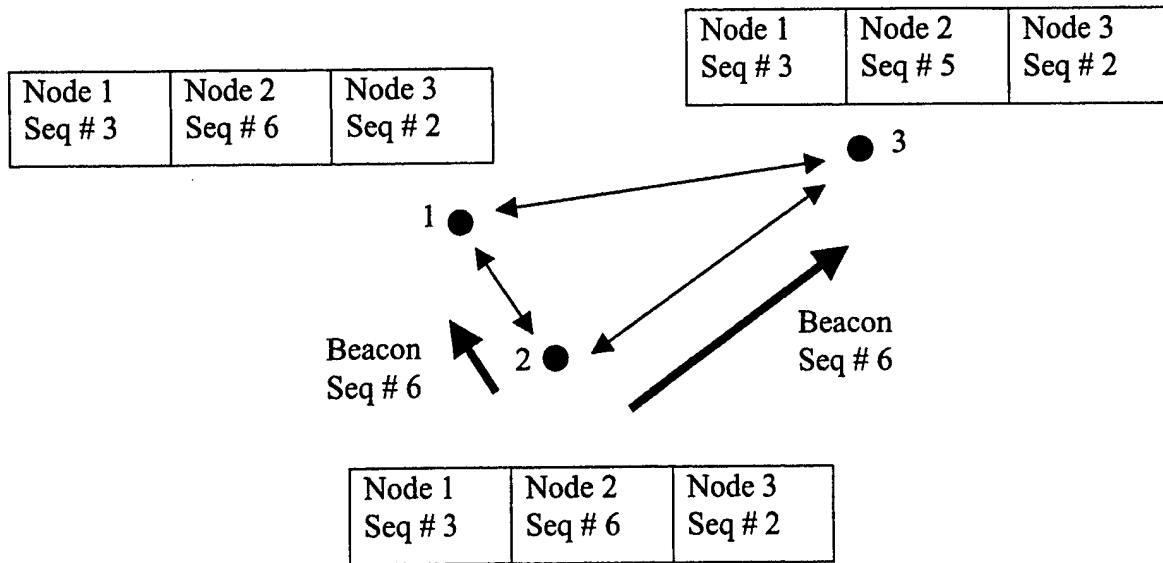 Node 1 Node 2 Node 3
Seq # 3 Seq # 5 Seq # 2
Node 1 Node 2 Node 3
Seq # 3 Seq # 6 Seq # 2
3
1
2
Beacon
Seq # 6
Beacon
Seq # 6
Node 1 Node 2 Node 3
Seq # 3 Seq # 6 Seq # 2